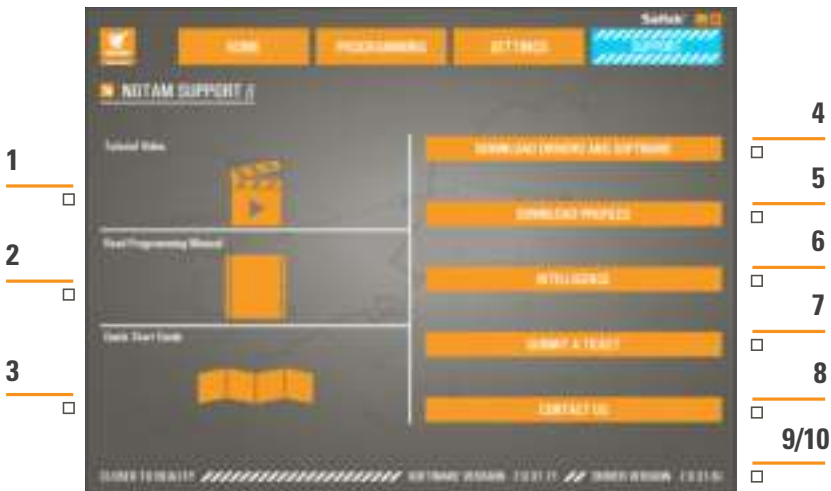 Saitek
HOME
PROGRAMMING
SETTINGS
SUPPORT
NOTAM SUPPORT //
1
Tutorial Video
2
Read Programming Manual
3
Quick Start Guide
4
DOWNLOAD DRIVERS AND SOFTWARE
5
DOWNLOAD PROFILES
6
INTELLIGENCE
7
SUBMIT A TICKET
8
CONTACT US
9/10
CLOSER TO REALITY
SOFTWARE VERSION
DRIVER VERSION